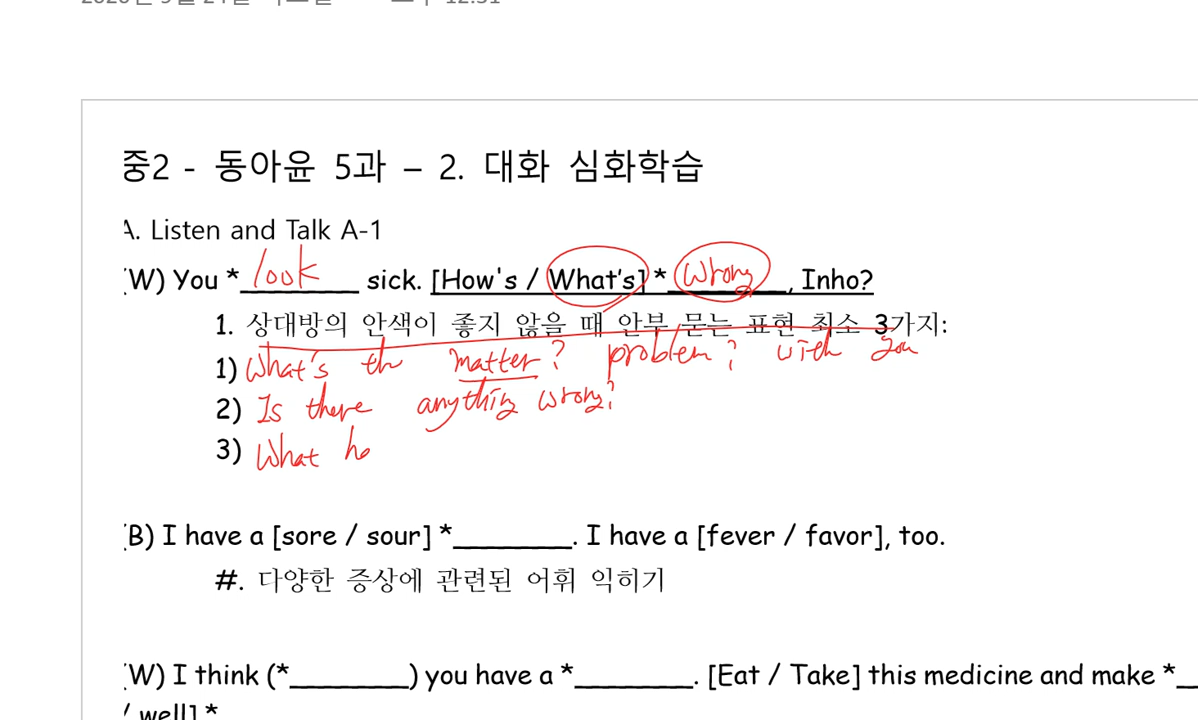 중2 - 동아윤 5과 – 2. 대화 심화학습
A. Listen and Talk A-1
W) You *look sick. [How's / What's] *wrong, Inho?
1. 상대방의 안색이 좋지 않을 때 안부 묻는 표현 최소 3가지:
1) What's the matter? problem? with you
2) Is there anything wrong?
3) What ha
B) I have a [sore / sour] *________. I have a [fever / favor], too.
#. 다양한 증상에 관련된 어휘 익히기
W) I think (*________) you have a *________. [Eat / Take] this medicine and make *
/ well] *